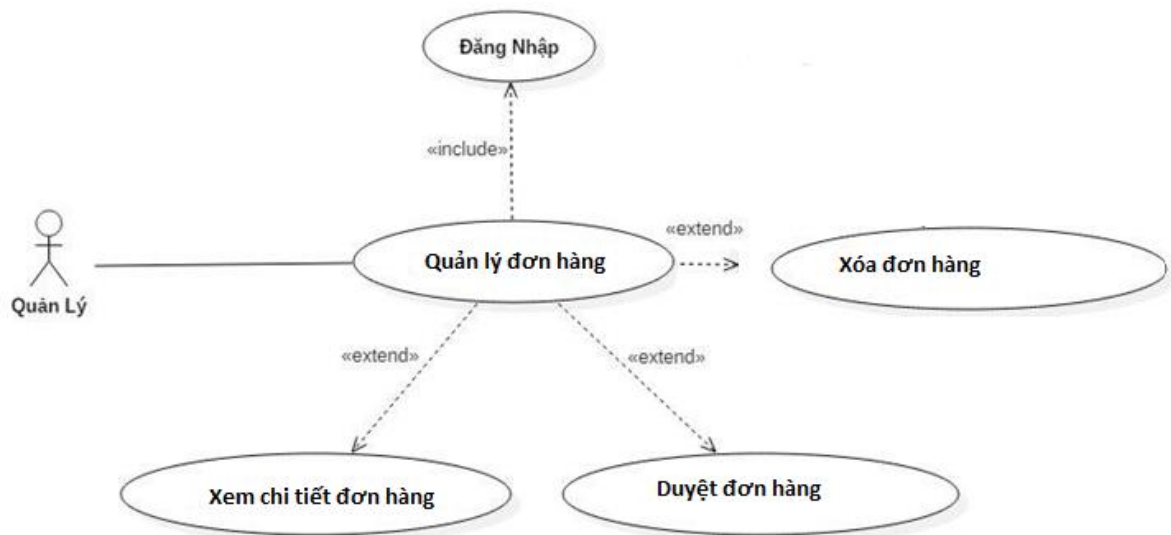 Đăng Nhập
«include»
«extend»
Quản lý đơn hàng
Xóa đơn hàng
Quản Lý
«extend»
«extend»
Xem chi tiết đơn hàng
Duyệt đơn hàng